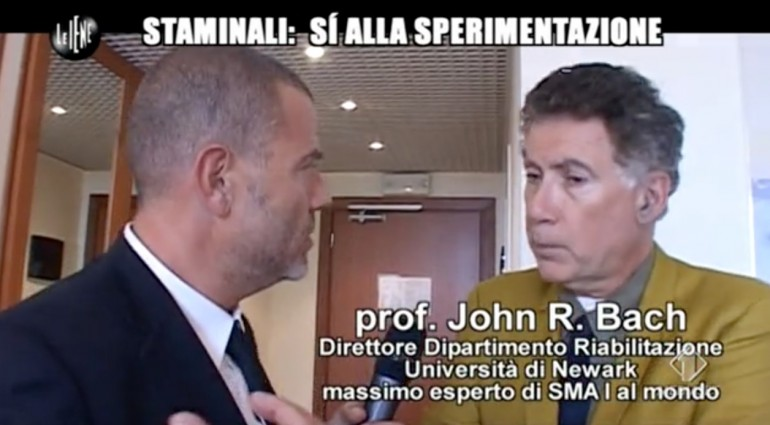 LE IENE
STAMINALI: SÍ ALLA SPERIMENTAZIONE
prof. John R. Bach
Direttore Dipartimento Riabilitazione
Università di Newark
massimo esperto di SMA I al mondo